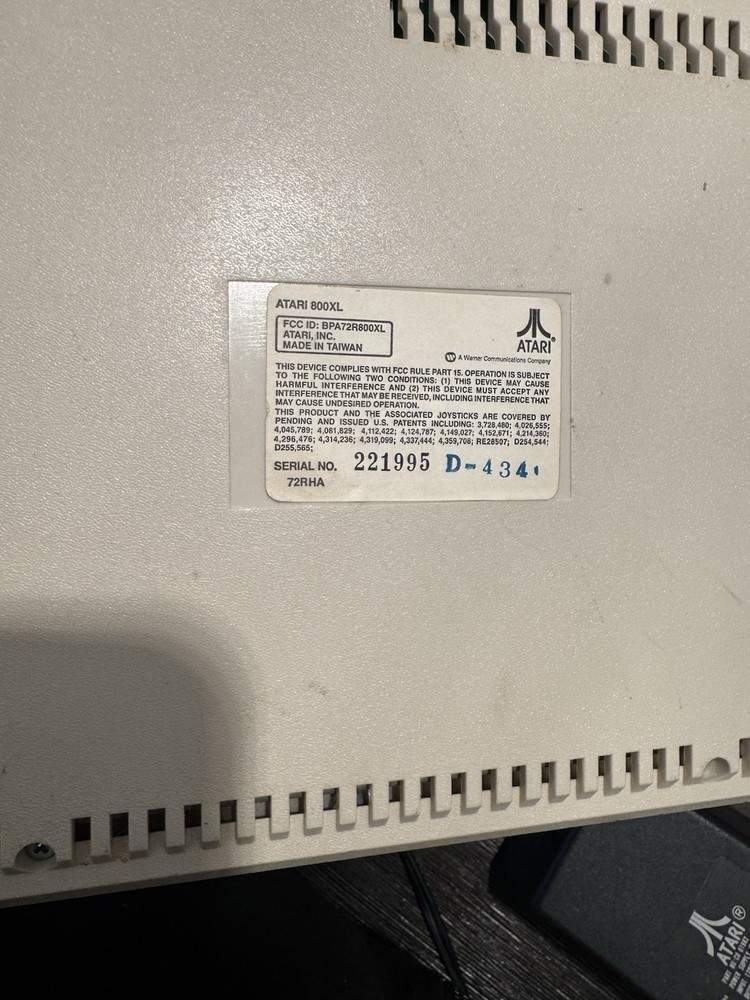 ATARI 800XL
FCC ID: BPA72R800XL
ATARI, INC.
MADE IN TAIWAN
ATARI®
W A Warner Communications Company
THIS DEVICE COMPLIES WITH FCC RULE PART 15. OPERATION IS SUBJECT
TO THE FOLLOWING TWO CONDITIONS: (1) THIS DEVICE MAY CAUSE
HARMFUL INTERFERENCE AND (2) THIS DEVICE MUST ACCEPT ANY
INTERFERENCE THAT MAY BE RECEIVED, INCLUDING INTERFERENCE THAT
MAY CAUSE UNDESIRED OPERATION.
THIS PRODUCT AND THE ASSOCIATED JOYSTICKS ARE COVERED BY
PENDING AND ISSUED U.S. PATENTS INCLUDING: 3,728,480; 4,026,555;
4,045,789; 4,081,829; 4,112,422; 4,124,787; 4,149,027; 4,152,671; 4,214,360;
4,296,476; 4,314,236; 4,319,099; 4,337,444; 4,359,708; RE28507; D254,544;
D255,565;
SERIAL NO. 221995 D-434
72RHA
ATARI®
POWER SUPPLY